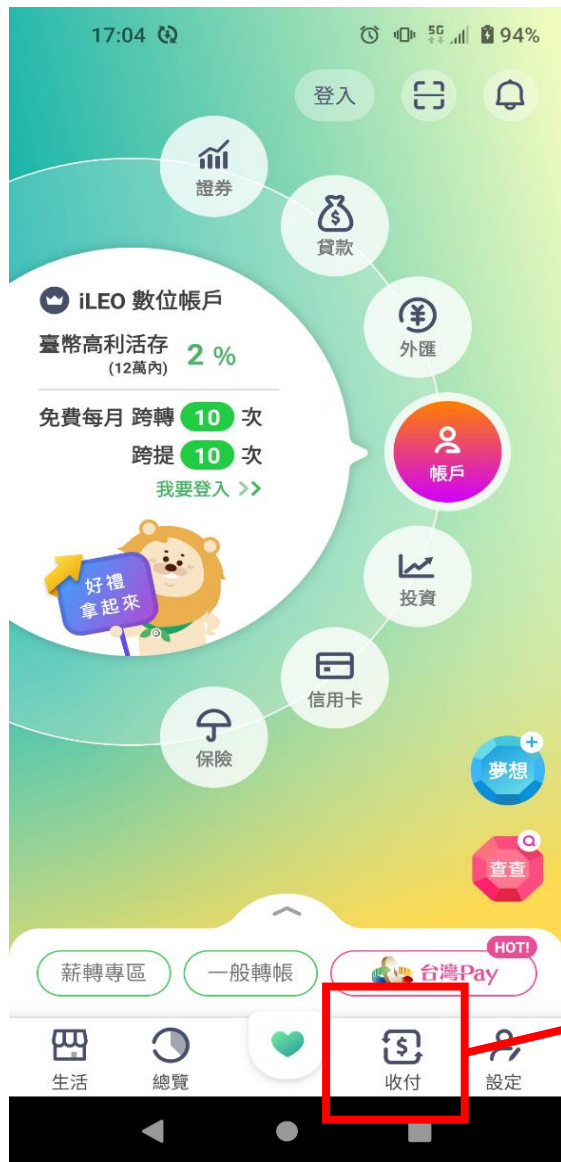 17:04
5G
94%
登入
證券
貸款
外匯
帳戶
投資
信用卡
保險
iLEO 數位帳戶
臺幣高利活存 2 %
(12萬內)
免費每月 跨轉 10 次
跨提 10 次
我要登入 >>
好禮
拿起來
夢想
查查
HOT!
薪轉專區
一般轉帳
台灣Pay
生活
總覽
收付
設定